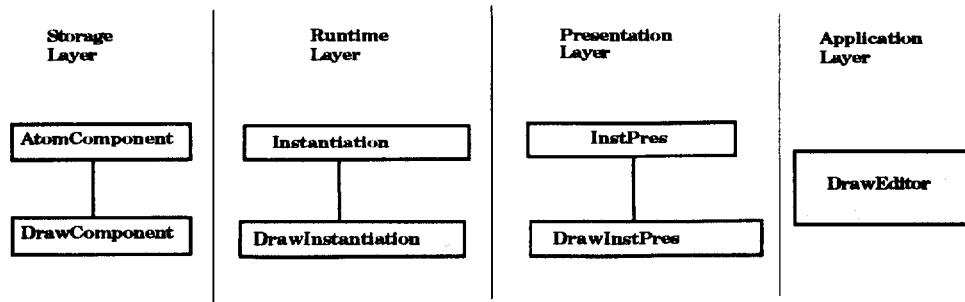 Storage
Layer
Runtime
Layer
Presentation
Layer
Application
Layer
AtomComponent
Instantiation
InstPres
DrawEditor
DrawComponent
DrawInstantiation
DrawInstPres